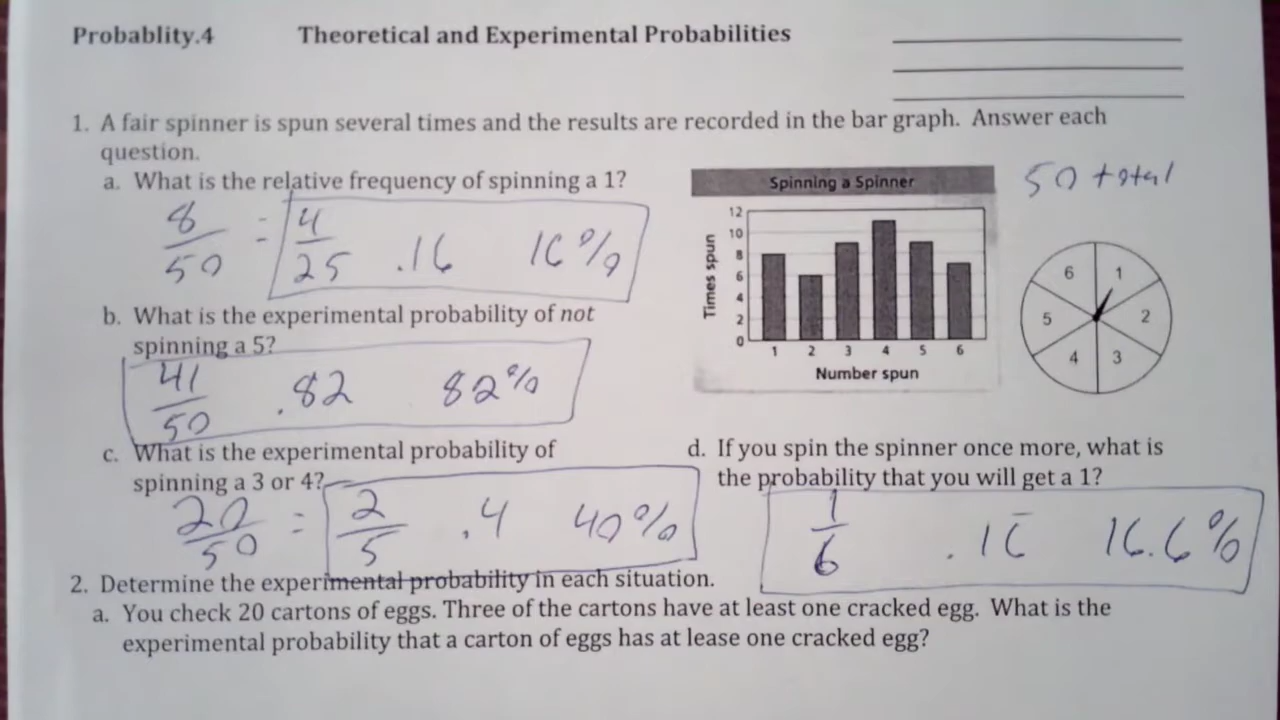 Probablity.4 Theoretical and Experimental Probabilities
1. A fair spinner is spun several times and the results are recorded in the bar graph. Answer each
question.
a. What is the relative frequency of spinning a 1?
8/50 = 4/25 .16 16%
50 total
Spinning a Spinner
Times spun
12
10
8
6
4
2
0
1 2 3 4 5 6
Number spun
6 1
5 2
4 3
b. What is the experimental probability of not
spinning a 5?
41/50 .82 82%
c. What is the experimental probability of
spinning a 3 or 4?
20/50 = 2/5 .4 40%
d. If you spin the spinner once more, what is
the probability that you will get a 1?
1/6 .16̅ 16.6%
2. Determine the experimental probability in each situation.
a. You check 20 cartons of eggs. Three of the cartons have at least one cracked egg. What is the
experimental probability that a carton of eggs has at lease one cracked egg?